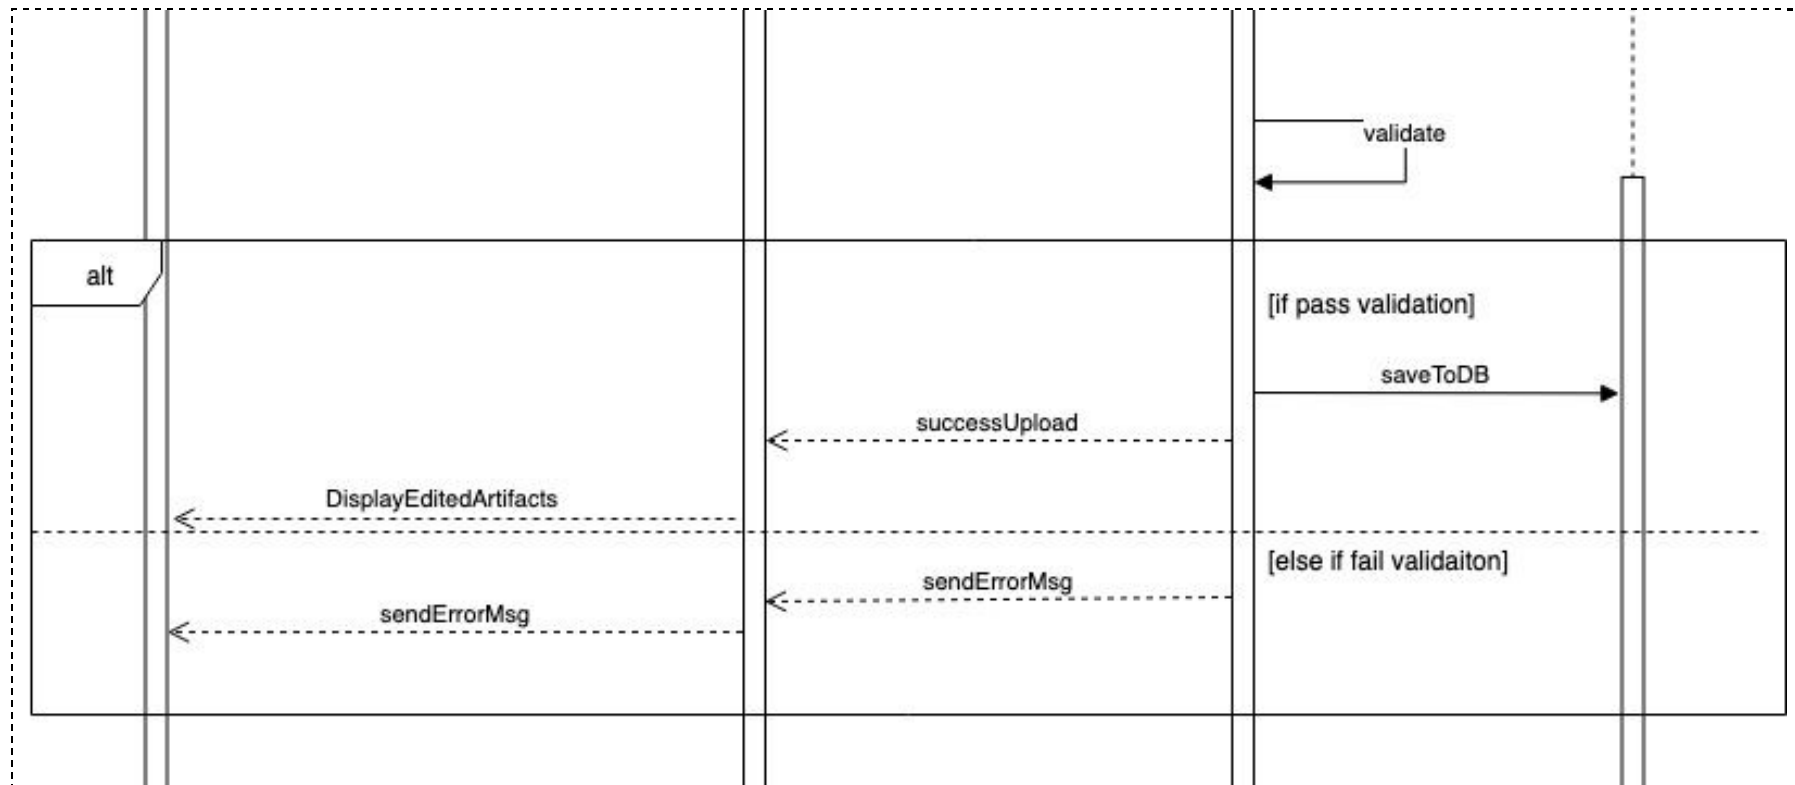 validate
alt
[if pass validation]
saveToDB
successUpload
DisplayEditedArtifacts
[else if fail validaiton]
sendErrorMsg
sendErrorMsg